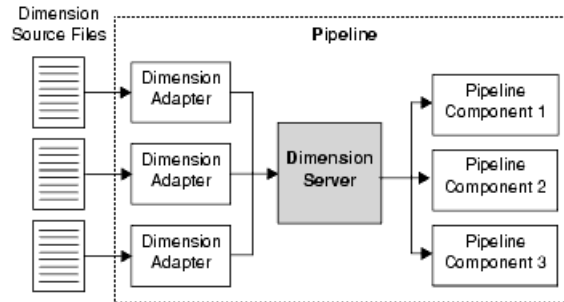 Dimension
Source Files
Pipeline
Dimension
Adapter
Dimension
Adapter
Dimension
Adapter
Dimension
Server
Pipeline
Component 1
Pipeline
Component 2
Pipeline
Component 3